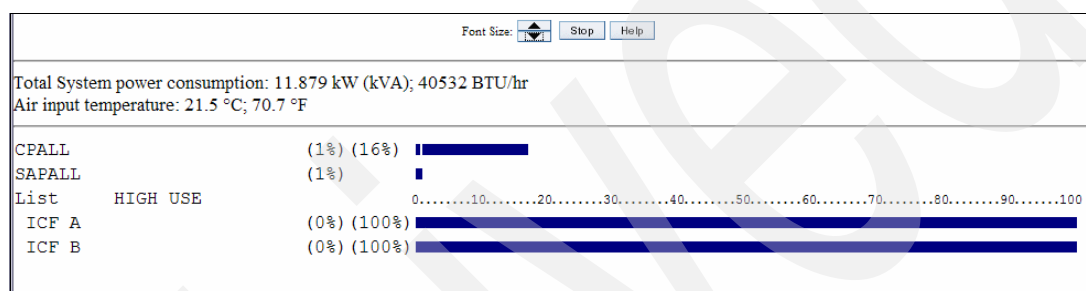 Font Size: Stop Help
Total System power consumption: 11.879 kW (kVA); 40532 BTU/hr
Air input temperature: 21.5 °C; 70.7 °F
CPALL (1%)(16%)
SAPALL (1%)
List HIGH USE 0........10........20........30........40........50........60........70........80........90.......100
ICF A (0%)(100%)
ICF B (0%)(100%)